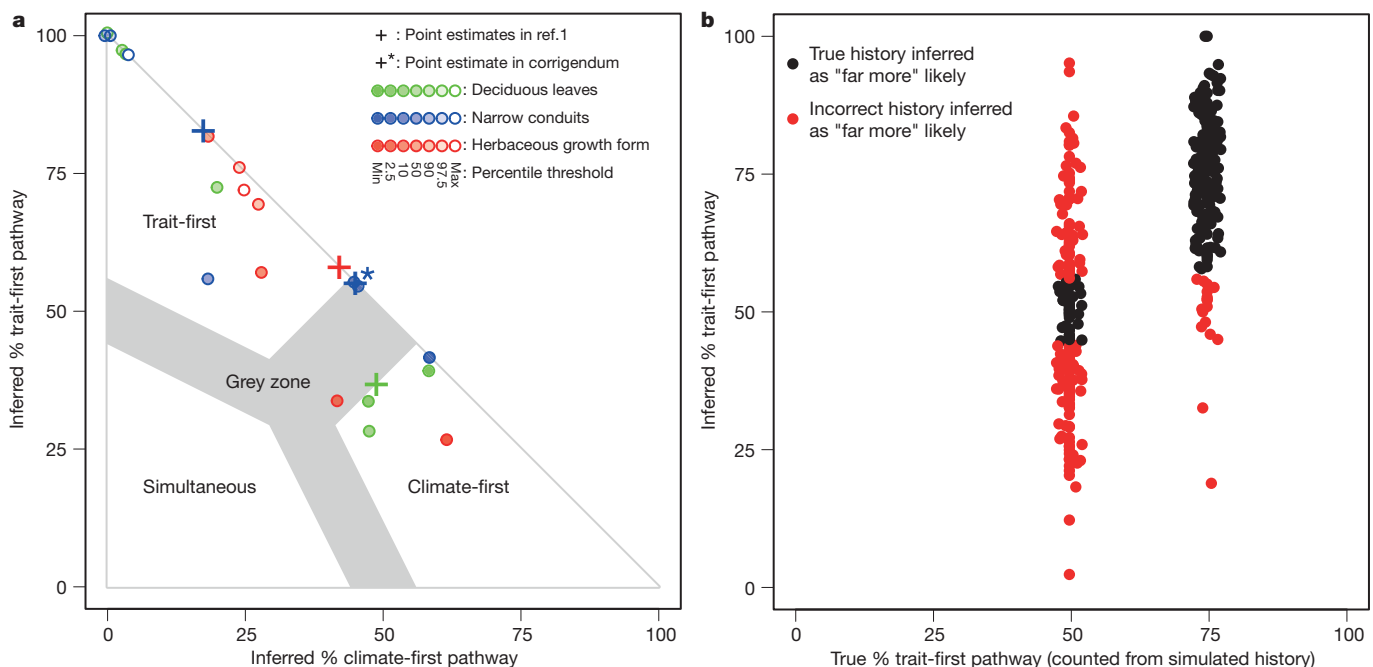 a
100
75
50
25
0
0
25
50
75
100
Inferred % trait-first pathway
Inferred % climate-first pathway
+ : Point estimates in ref.1
+* : Point estimate in corrigendum
: Deciduous leaves
: Narrow conduits
: Herbaceous growth form
Min
2.5
10
50
90
97.5
Max
: Percentile threshold
Trait-first
Grey zone
Simultaneous
Climate-first
b
100
75
50
25
0
0
25
50
75
100
Inferred % trait-first pathway
True % trait-first pathway (counted from simulated history)
True history inferred
as "far more" likely
Incorrect history inferred
as "far more" likely